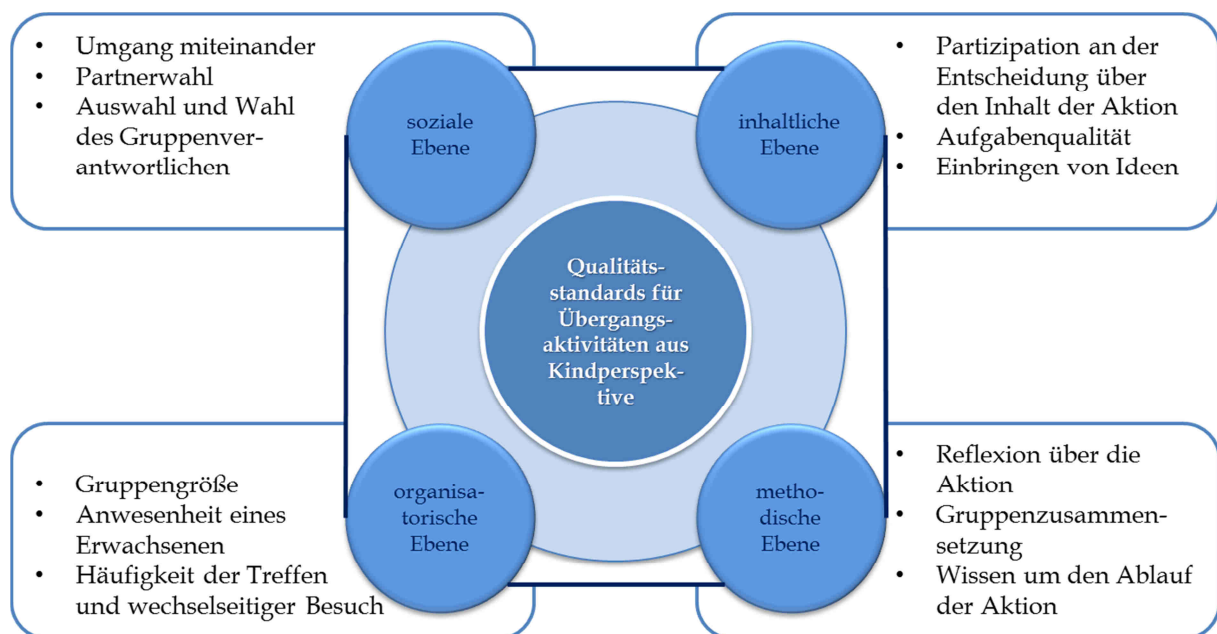 • Umgang miteinander
• Partnerwahl
• Auswahl und Wahl
des Gruppenver-
antwortlichen
soziale
Ebene
inhaltliche
Ebene
• Partizipation an der
Entscheidung über
den Inhalt der Aktion
• Aufgabenqualität
• Einbringen von Ideen
Qualitäts-
standards für
Übergangs-
aktivitäten aus
Kindperspek-
tive
• Gruppengröße
• Anwesenheit eines
Erwachsenen
• Häufigkeit der Treffen
und wechselseitiger Besuch
organisa-
torische
Ebene
metho-
dische
Ebene
• Reflexion über die
Aktion
• Gruppenzusammen-
setzung
• Wissen um den Ablauf
der Aktion